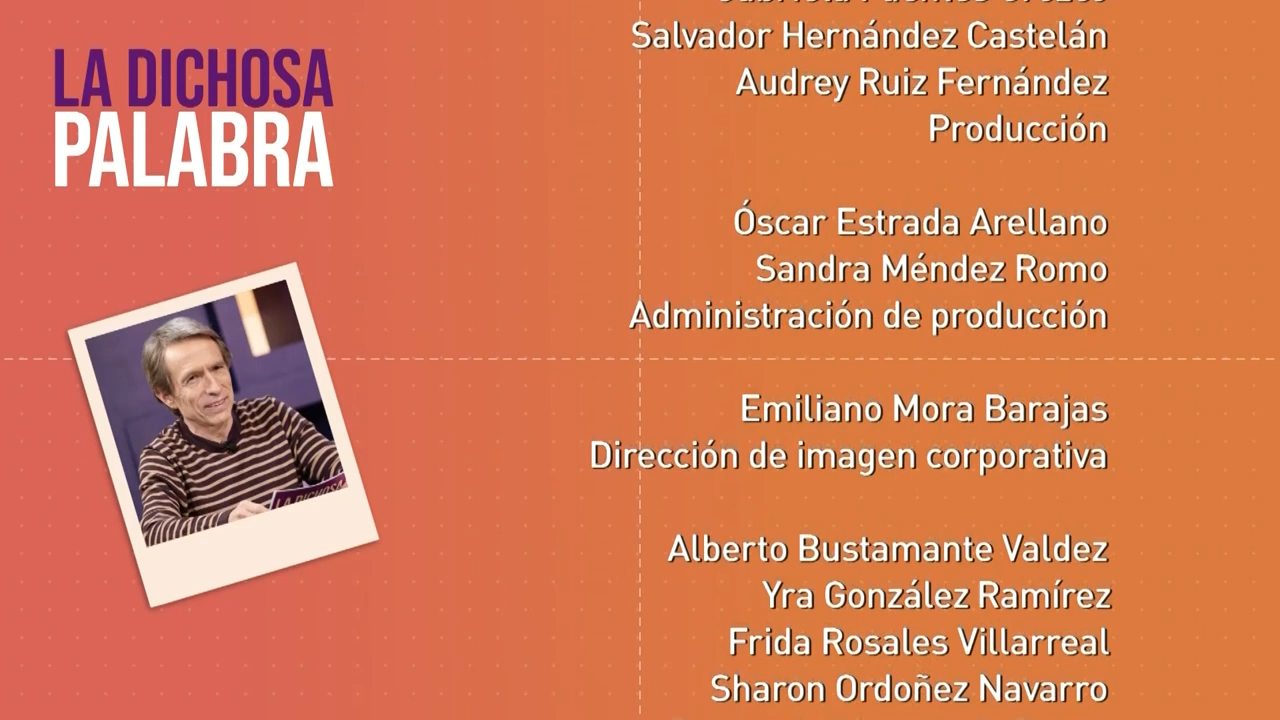 LA DICHOSA
PALABRA
Salvador Hernández Castelán
Audrey Ruiz Fernández
Producción
Óscar Estrada Arellano
Sandra Méndez Romo
Administración de producción
Emiliano Mora Barajas
Dirección de imagen corporativa
Alberto Bustamante Valdez
Yra González Ramírez
Frida Rosales Villarreal
Sharon Ordoñez Navarro
LA DICHOSA